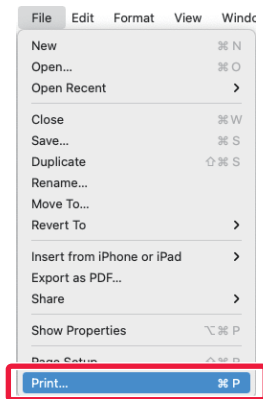 File Edit Format View
New ⌘ N
Open... ⌘ O
Open Recent >
Close ⌘ W
Save... ⌘ S
Duplicate ⇧ ⌘ S
Rename...
Move To...
Revert To >
Insert from iPhone or iPad >
Export as PDF...
Share >
Show Properties ⌥ ⌘ P
Page Setup ⇧ ⌘ P
Print... ⌘ P